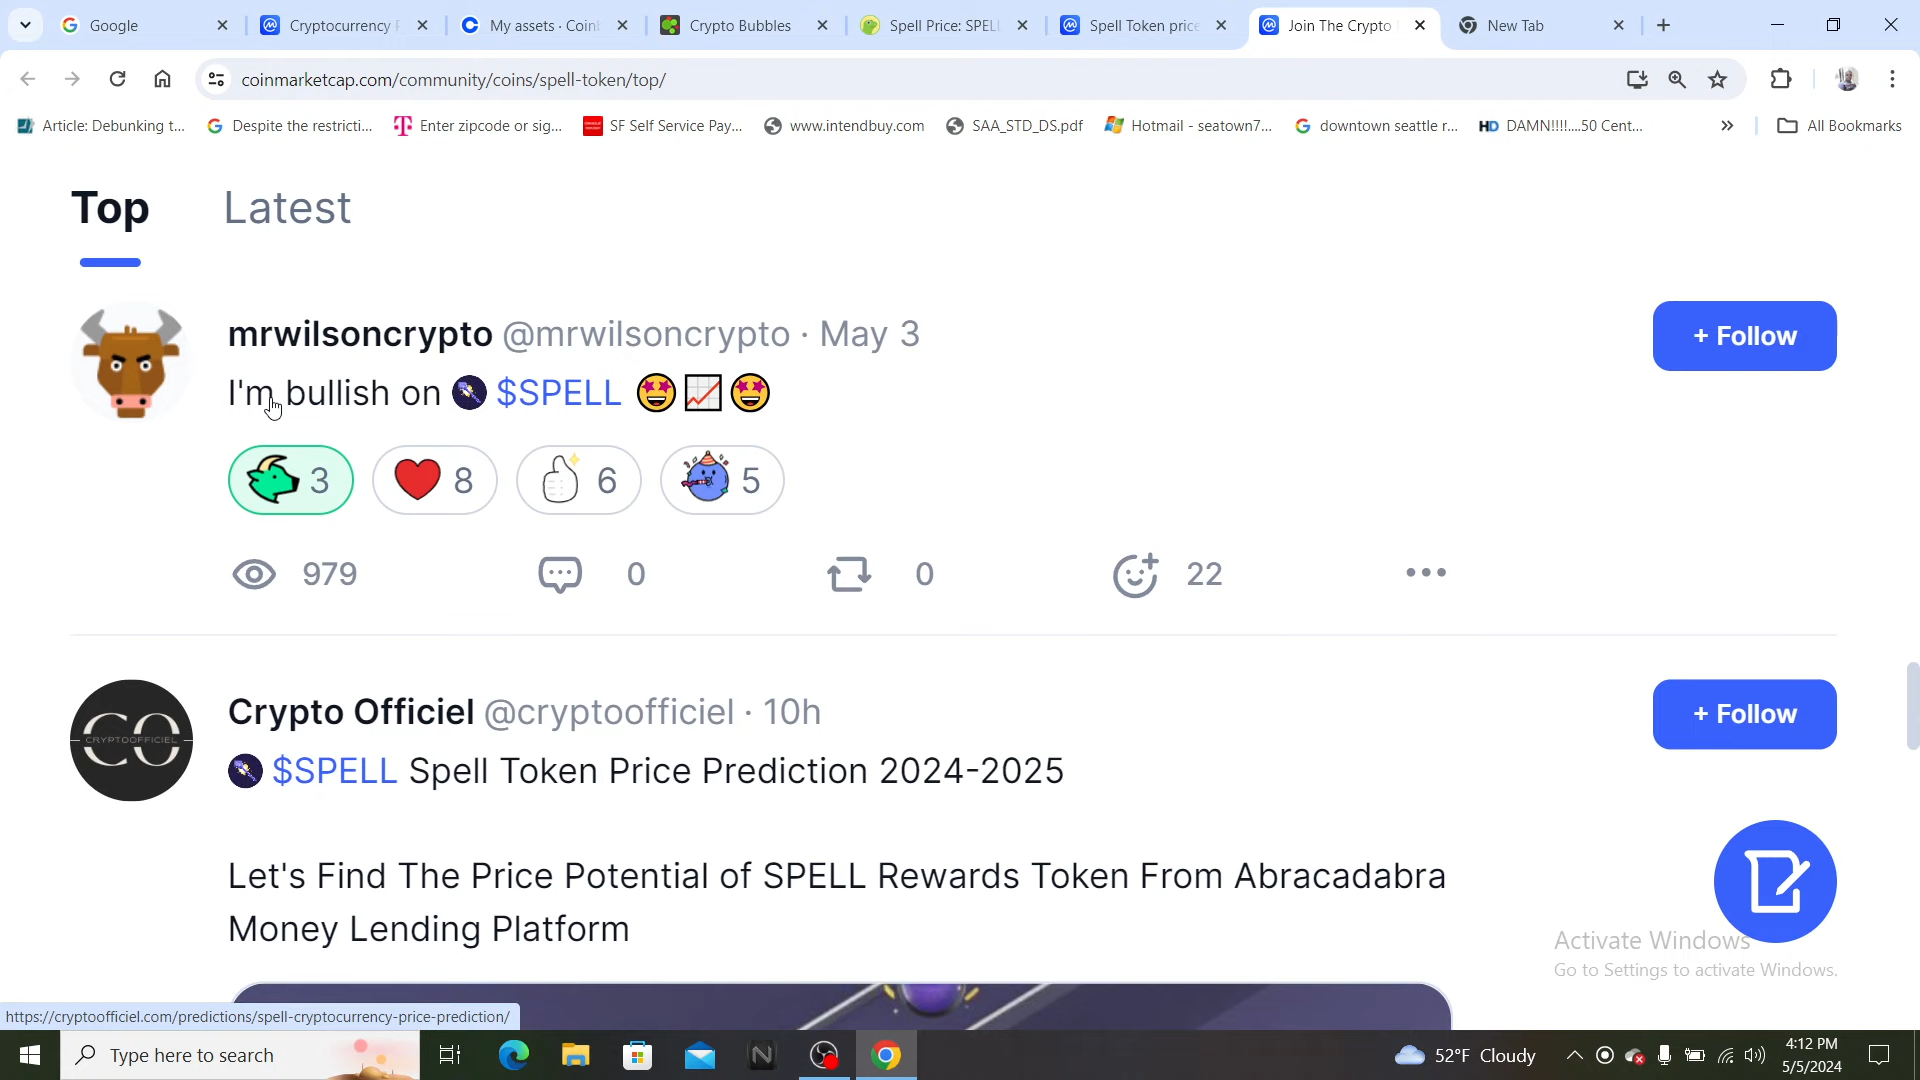 Google
Cryptocurrency P
My assets · Coin
Crypto Bubbles
Spell Price: SPELL
Spell Token price
Join The Crypto
New Tab
coinmarketcap.com/community/coins/spell-token/top/
Article: Debunking t...
Despite the restricti...
Enter zipcode or sig...
SF Self Service Pay...
www.intendbuy.com
SAA_STD_DS.pdf
Hotmail - seatown7...
downtown seattle r...
HD DAMN!!!!....50 Cent...
All Bookmarks
Top Latest
mrwilsoncrypto @mrwilsoncrypto · May 3
+ Follow
I'm bullish on $SPELL 🤩 📈 🤩
3 8 6 5
979 0 0 22
CO
CRYPTOOFFICIEL
Crypto Officiel @cryptoofficiel · 10h
+ Follow
$SPELL Spell Token Price Prediction 2024-2025
Let's Find The Price Potential of SPELL Rewards Token From Abracadabra
Money Lending Platform
Activate Windows
Go to Settings to activate Windows.
https://cryptoofficiel.com/predictions/spell-cryptocurrency-price-prediction/
Type here to search
52°F Cloudy
4:12 PM
5/5/2024